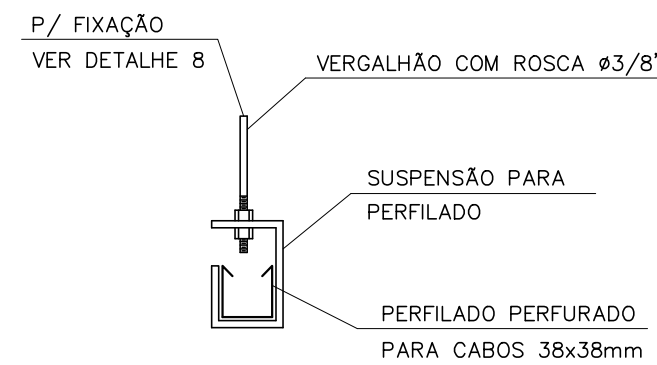 P/ FIXAÇÃO
VER DETALHE 8
VERGALHÃO COM ROSCA ø3/8"
SUSPENSÃO PARA
PERFILADO
PERFILADO PERFURADO
PARA CABOS 38x38mm